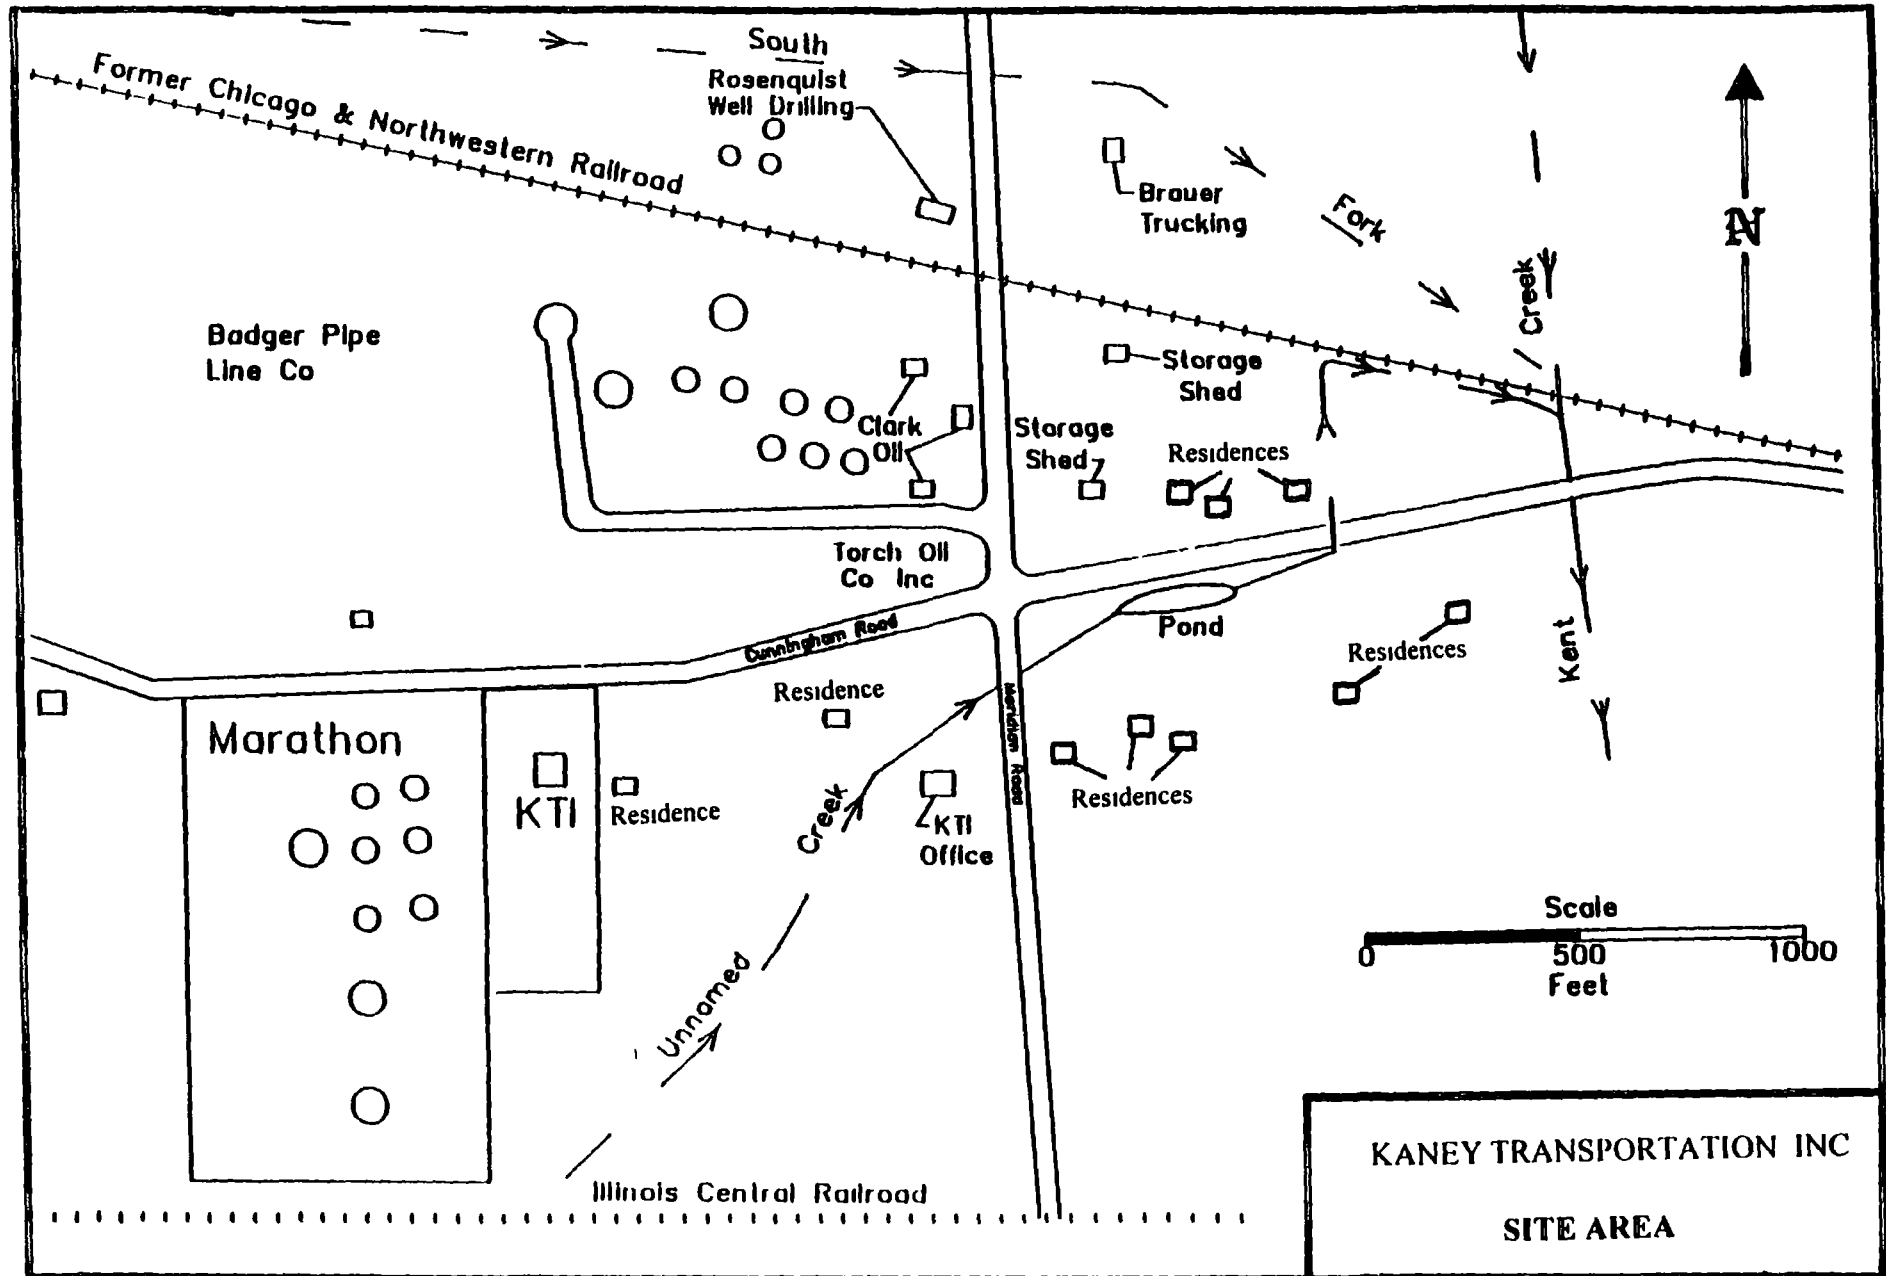 South
Rosenquist
Well Drilling
Former Chicago & Northwestern Railroad
Brauer
Trucking
Fork
N
Creek
Badger Pipe
Line Co
Storage
Shed
Clark
Oil
Storage
Shed
Residences
Torch Oil
Co Inc
Cunningham Road
Pond
Kent
Residences
Residence
Meridian Road
Marathon
KTI
Residence
Creek
KTI
Office
Residences
Scale
0 500 1000
Feet
Unnamed
Illinois Central Railroad
KANEY TRANSPORTATION INC
SITE AREA